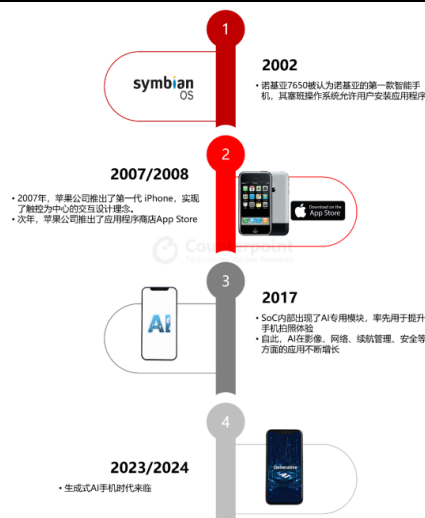 1
symbian
OS
2002
• 诺基亚7650被认为诺基亚的第一款智能手
机，其塞班操作系统允许用户安装应用程序
2
2007/2008
• 2007年，苹果公司推出了第一代 iPhone，实现
了触控为中心的交互设计理念。
• 次年，苹果公司推出了应用程序商店App Store
Download on the
App Store
Counterpoint
Technology Market Research
3
AI
2017
• SoC内部出现了AI专用模块，率先用于提升
手机拍照体验
• 自此，AI在影像、网络、续航管理、安全等
方面的应用不断增长
4
2023/2024
• 生成式AI手机时代来临
Generative